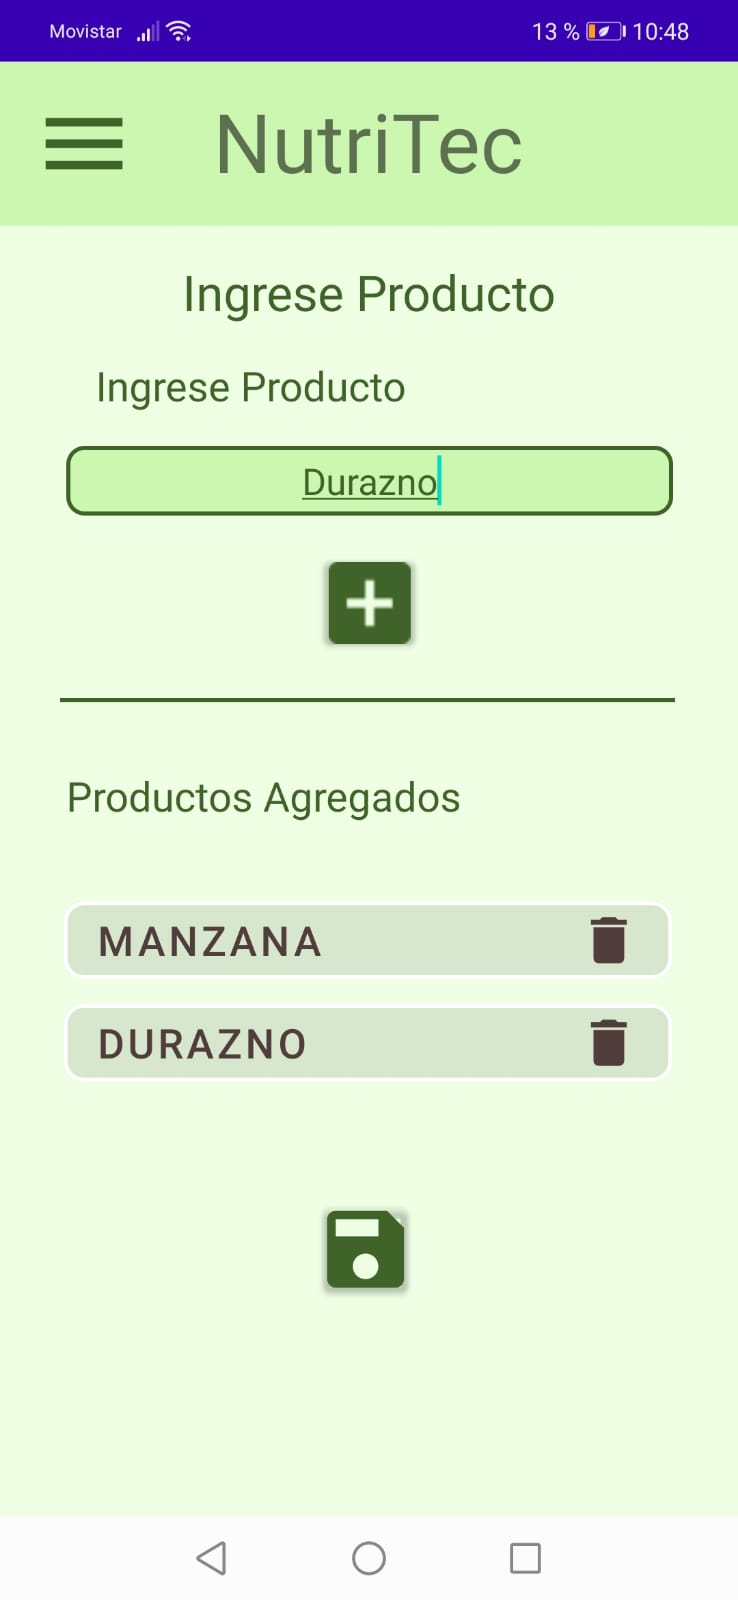 Movistar 13 % 10:48
NutriTec
Ingrese Producto
Ingrese Producto
Durazno
Productos Agregados
MANZANA
DURAZNO